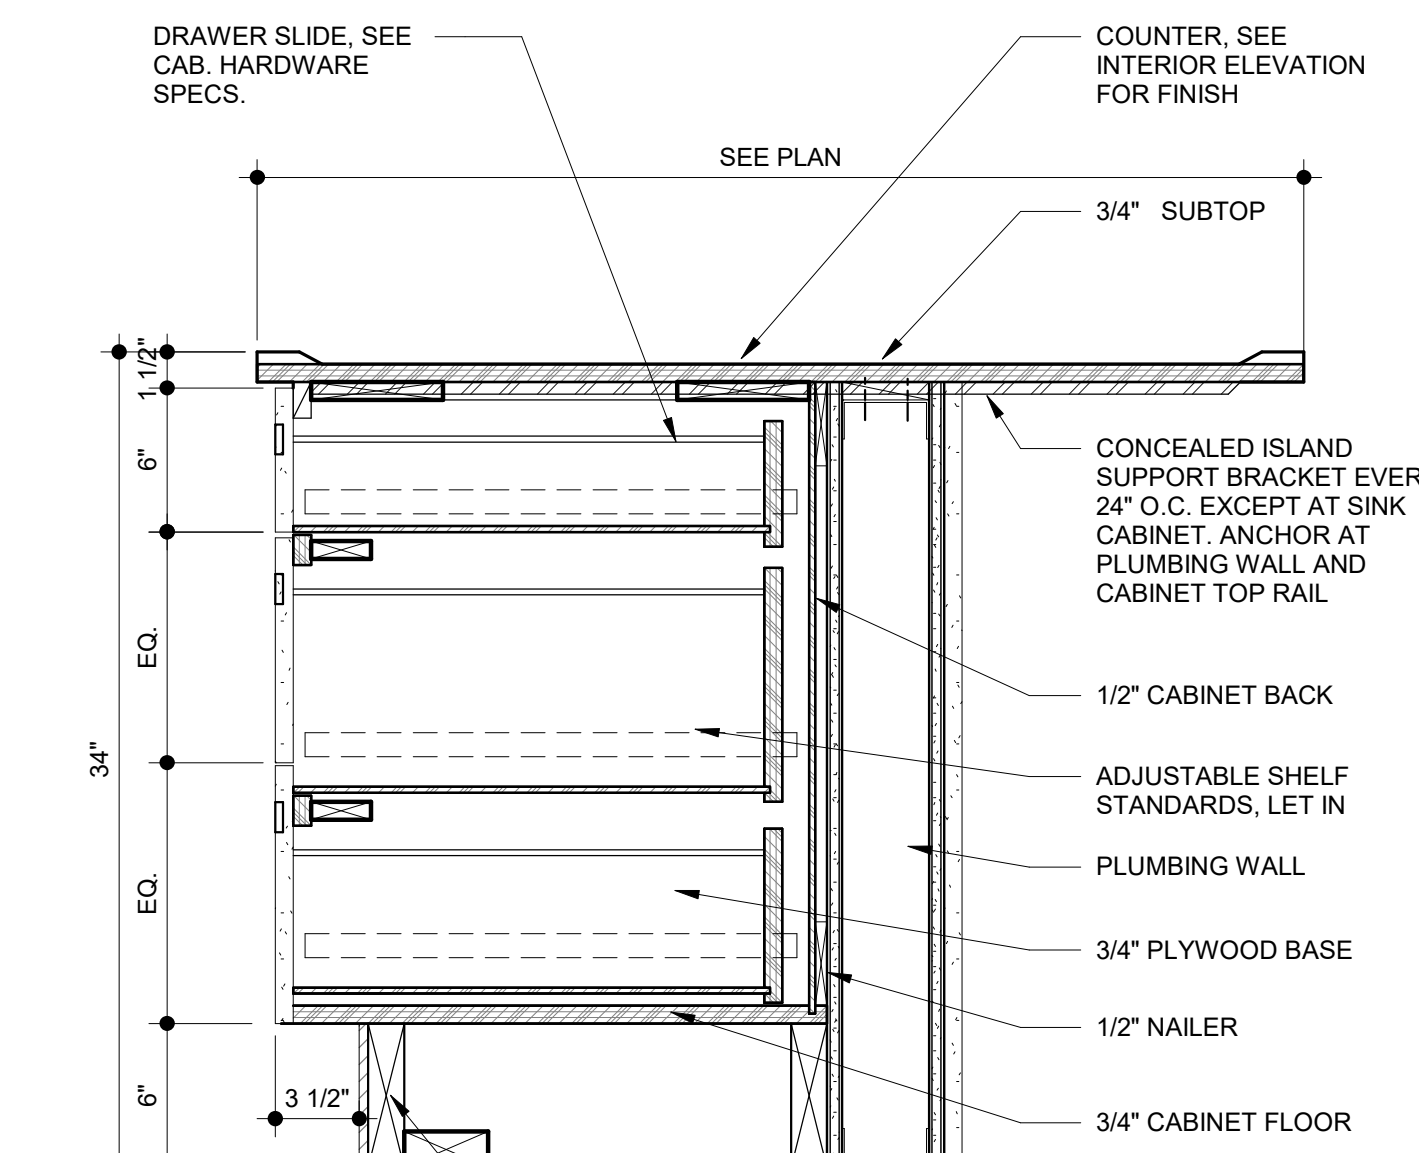 DRAWER SLIDE, SEE
CAB. HARDWARE
SPECS.
COUNTER, SEE
INTERIOR ELEVATION
FOR FINISH
SEE PLAN
3/4" SUBTOP
1 1/2"
6"
CONCEALED ISLAND
SUPPORT BRACKET EVER
24" O.C. EXCEPT AT SINK
CABINET. ANCHOR AT
PLUMBING WALL AND
CABINET TOP RAIL
EQ.
1/2" CABINET BACK
34"
ADJUSTABLE SHELF
STANDARDS, LET IN
PLUMBING WALL
EQ.
3/4" PLYWOOD BASE
1/2" NAILER
6"
3 1/2"
3/4" CABINET FLOOR